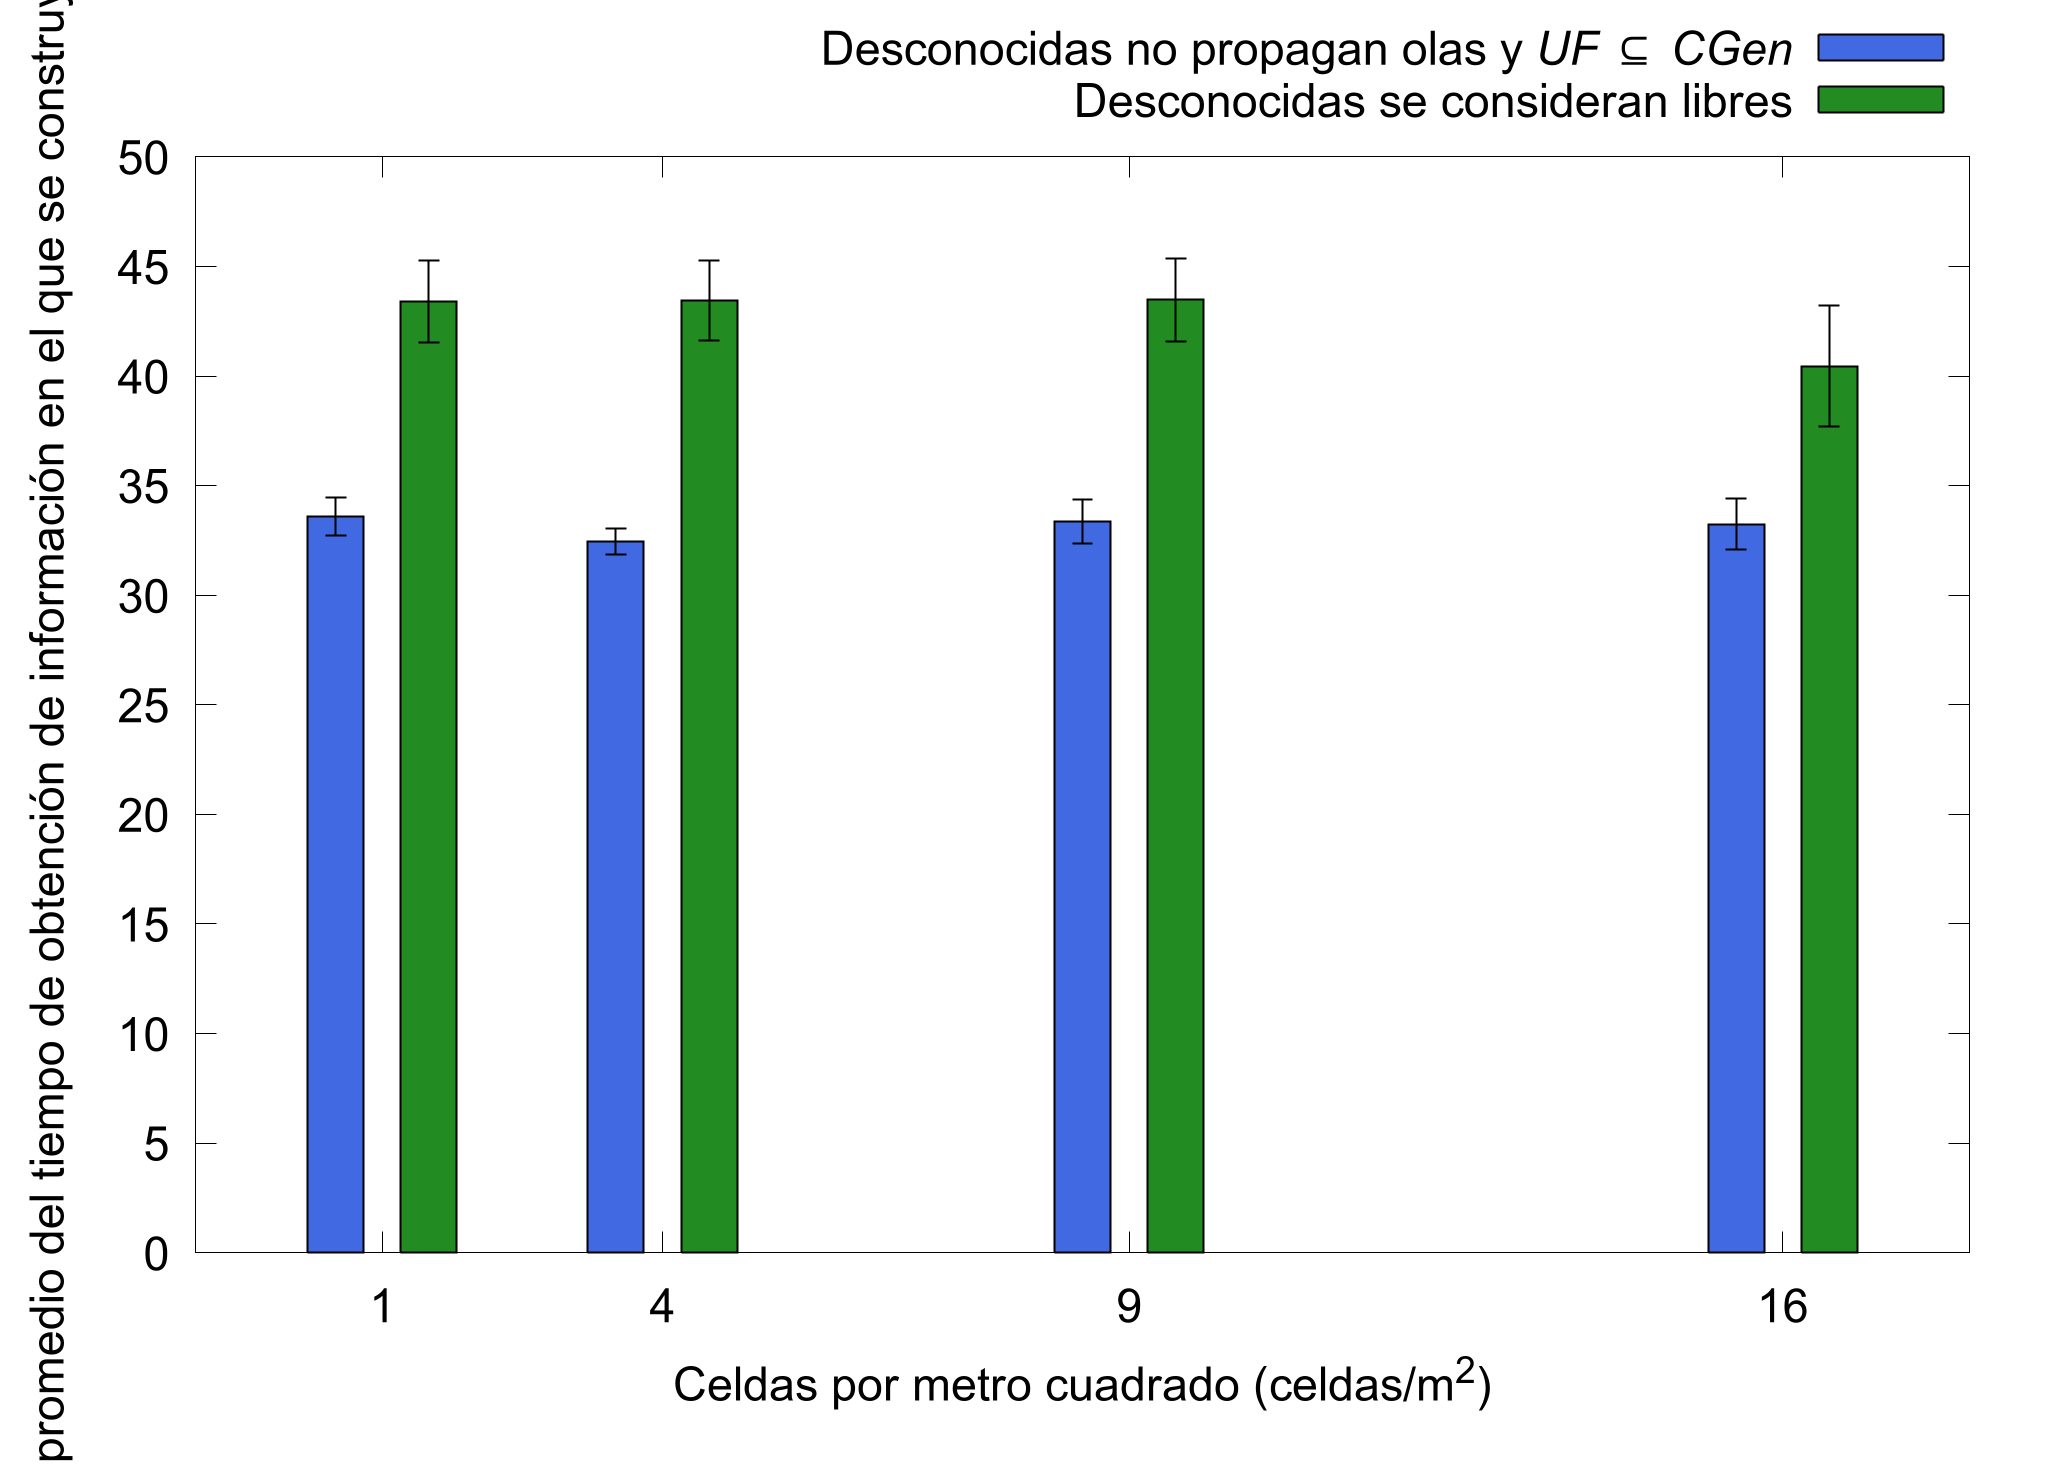 Desconocidas no propagan olas y UF ⊆ CGen
Desconocidas se consideran libres
promedio del tiempo de obtención de información en el que se
50
45
40
35
30
25
20
15
10
5
0
1 4 9 16
Celdas por metro cuadrado (celdas/m²)